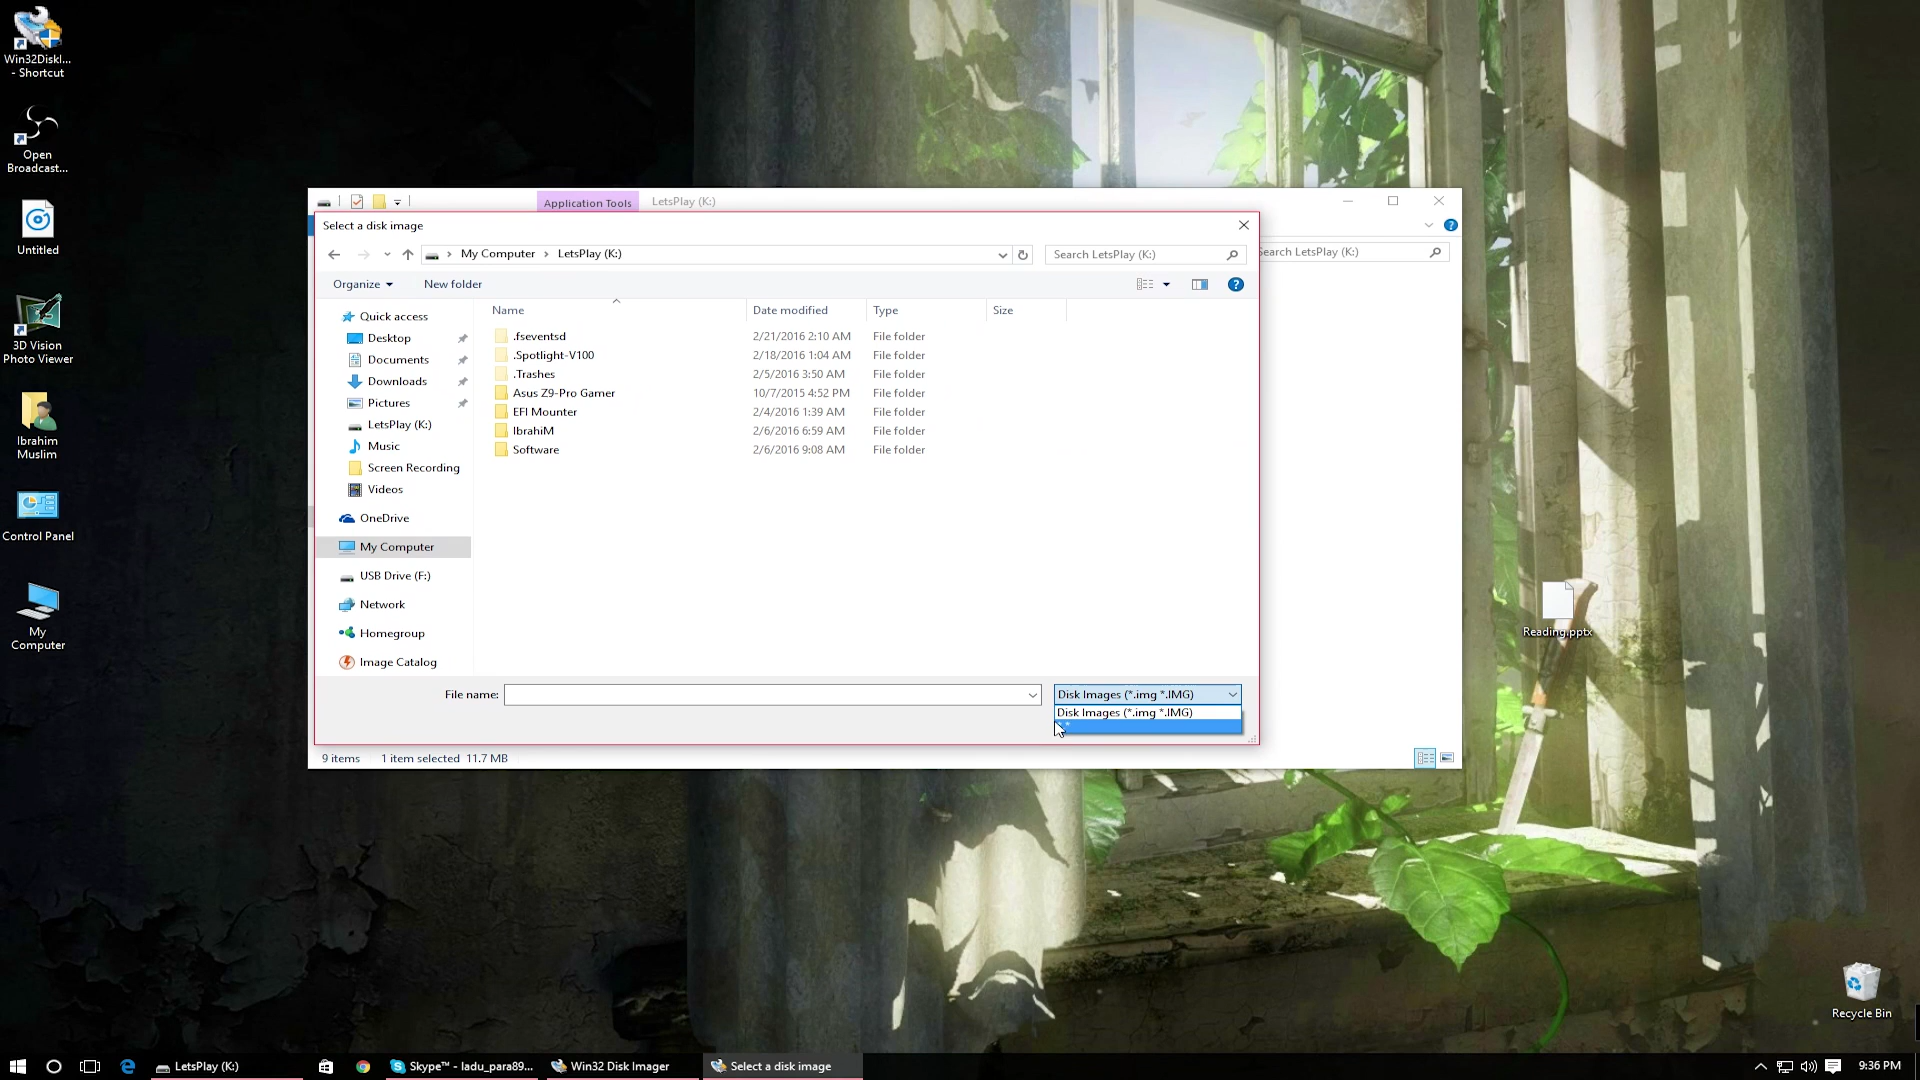 Win32DiskI...
- Shortcut
Open
Broadcast...
Untitled
3D Vision
Photo Viewer
Ibrahim
Muslim
Control Panel
My
Computer
Application Tools
LetsPlay (K:)
Search LetsPlay (K:)
Select a disk image
My Computer
LetsPlay (K:)
Search LetsPlay (K:)
Organize
New folder
Name
Date modified
Type
Size
Quick access
Desktop
Documents
Downloads
Pictures
LetsPlay (K:)
Music
Screen Recording
Videos
OneDrive
My Computer
USB Drive (F:)
Network
Homegroup
Image Catalog
.fseventsd 2/21/2016 2:10 AM File folder
.Spotlight-V100 2/18/2016 1:04 AM File folder
.Trashes 2/5/2016 3:50 AM File folder
Asus Z9-Pro Gamer 10/7/2015 4:52 PM File folder
EFI Mounter 2/4/2016 1:39 AM File folder
IbrahiM 2/6/2016 6:59 AM File folder
Software 2/6/2016 9:08 AM File folder
File name:
Disk Images (*.img *.IMG)
Disk Images (*.img *.IMG)
9 items 1 item selected 11.7 MB
Reading.pptx
Recycle Bin
LetsPlay (K:)
Skype™ - ladu_para89...
Win32 Disk Imager
Select a disk image
9:36 PM